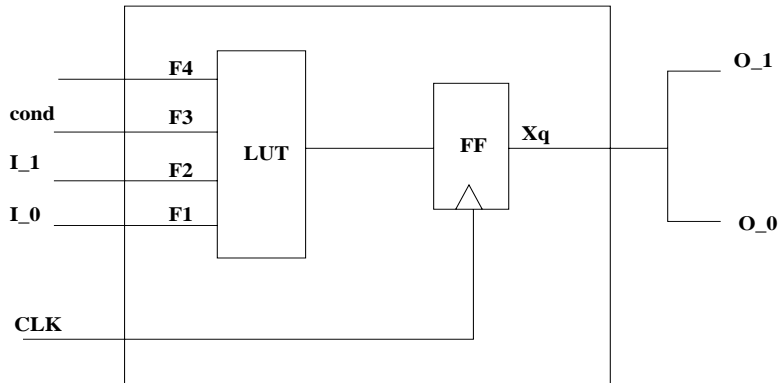 F4
O_1
cond
F3
LUT
FF
Xq
I_1
F2
I_0
F1
O_0
CLK